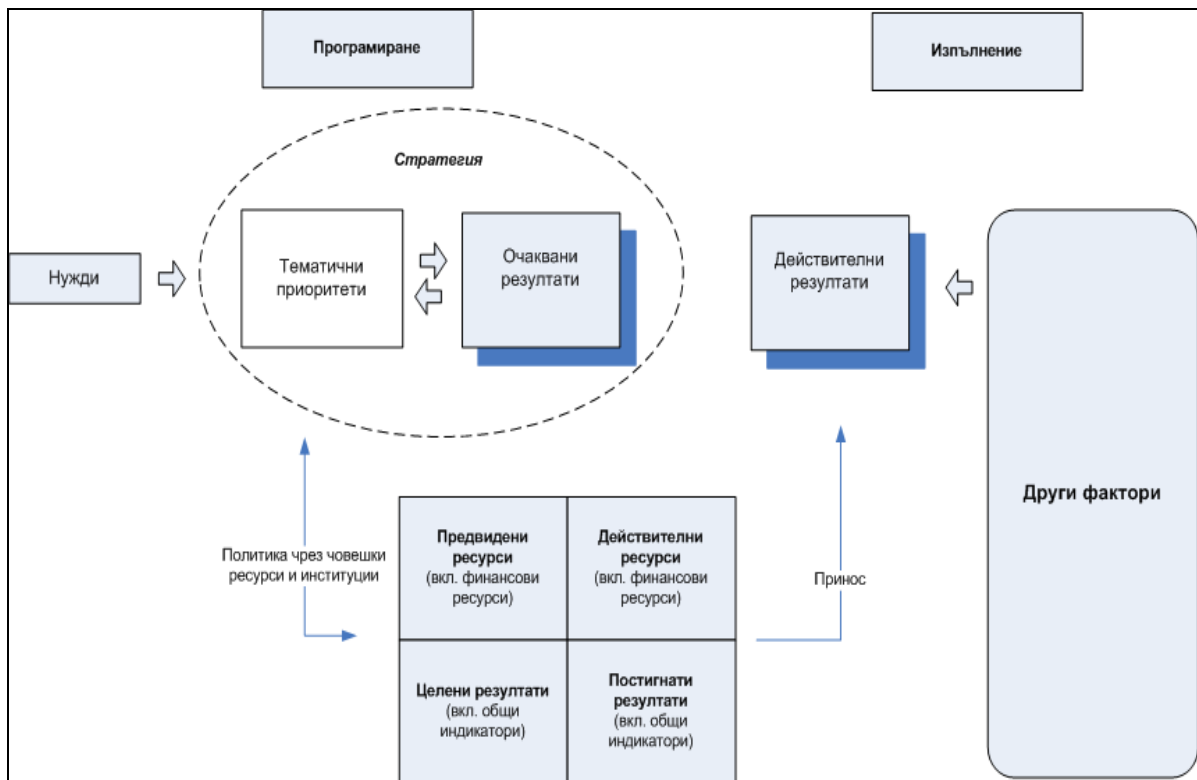 Програмиране
Изпълнение
Стратегия
Нужди
Тематични
приоритети
Очаквани
резултати
Действителни
резултати
Други фактори
Политика чрез човешки
ресурси и институции
Предвидени
ресурси
(вкл. финансови
ресурси)
Действителни
ресурси
(вкл. финансови
ресурси)
Принос
Целени резултати
(вкл. общи
индикатори)
Постигнати
резултати
(вкл. общи
индикатори)